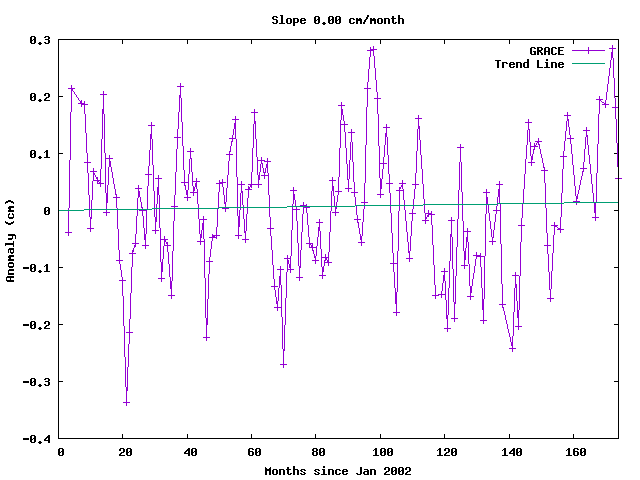 Slope 0.00 cm/month
GRACE
Trend Line
0.3
0.2
0.1
0
-0.1
-0.2
-0.3
-0.4
Anomaly (cm)
0 20 40 60 80 100 120 140 160
Months since Jan 2002